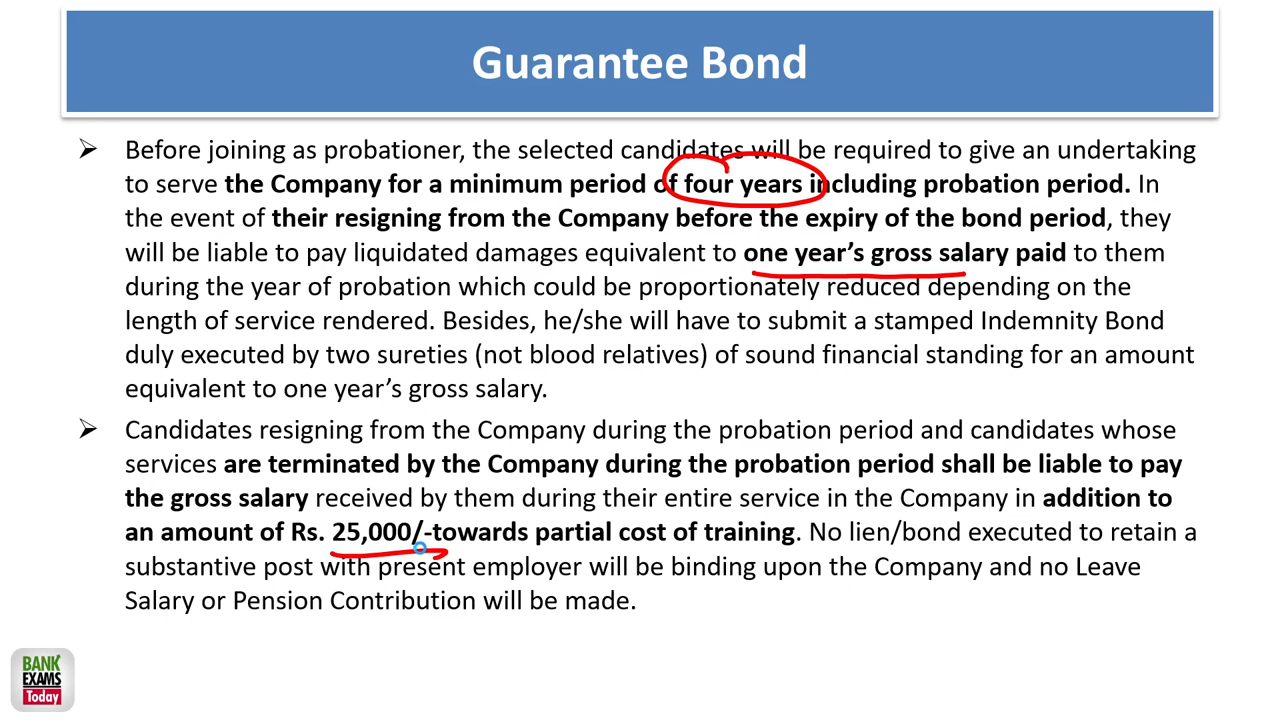 Guarantee Bond
Before joining as probationer, the selected candidates will be required to give an undertaking
to serve the Company for a minimum period of four years including probation period. In
the event of their resigning from the Company before the expiry of the bond period, they
will be liable to pay liquidated damages equivalent to one year's gross salary paid to them
during the year of probation which could be proportionately reduced depending on the
length of service rendered. Besides, he/she will have to submit a stamped Indemnity Bond
duly executed by two sureties (not blood relatives) of sound financial standing for an amount
equivalent to one year's gross salary.
Candidates resigning from the Company during the probation period and candidates whose
services are terminated by the Company during the probation period shall be liable to pay
the gross salary received by them during their entire service in the Company in addition to
an amount of Rs. 25,000/-towards partial cost of training. No lien/bond executed to retain a
substantive post with present employer will be binding upon the Company and no Leave
Salary or Pension Contribution will be made.
BANK
EXAMS
Today